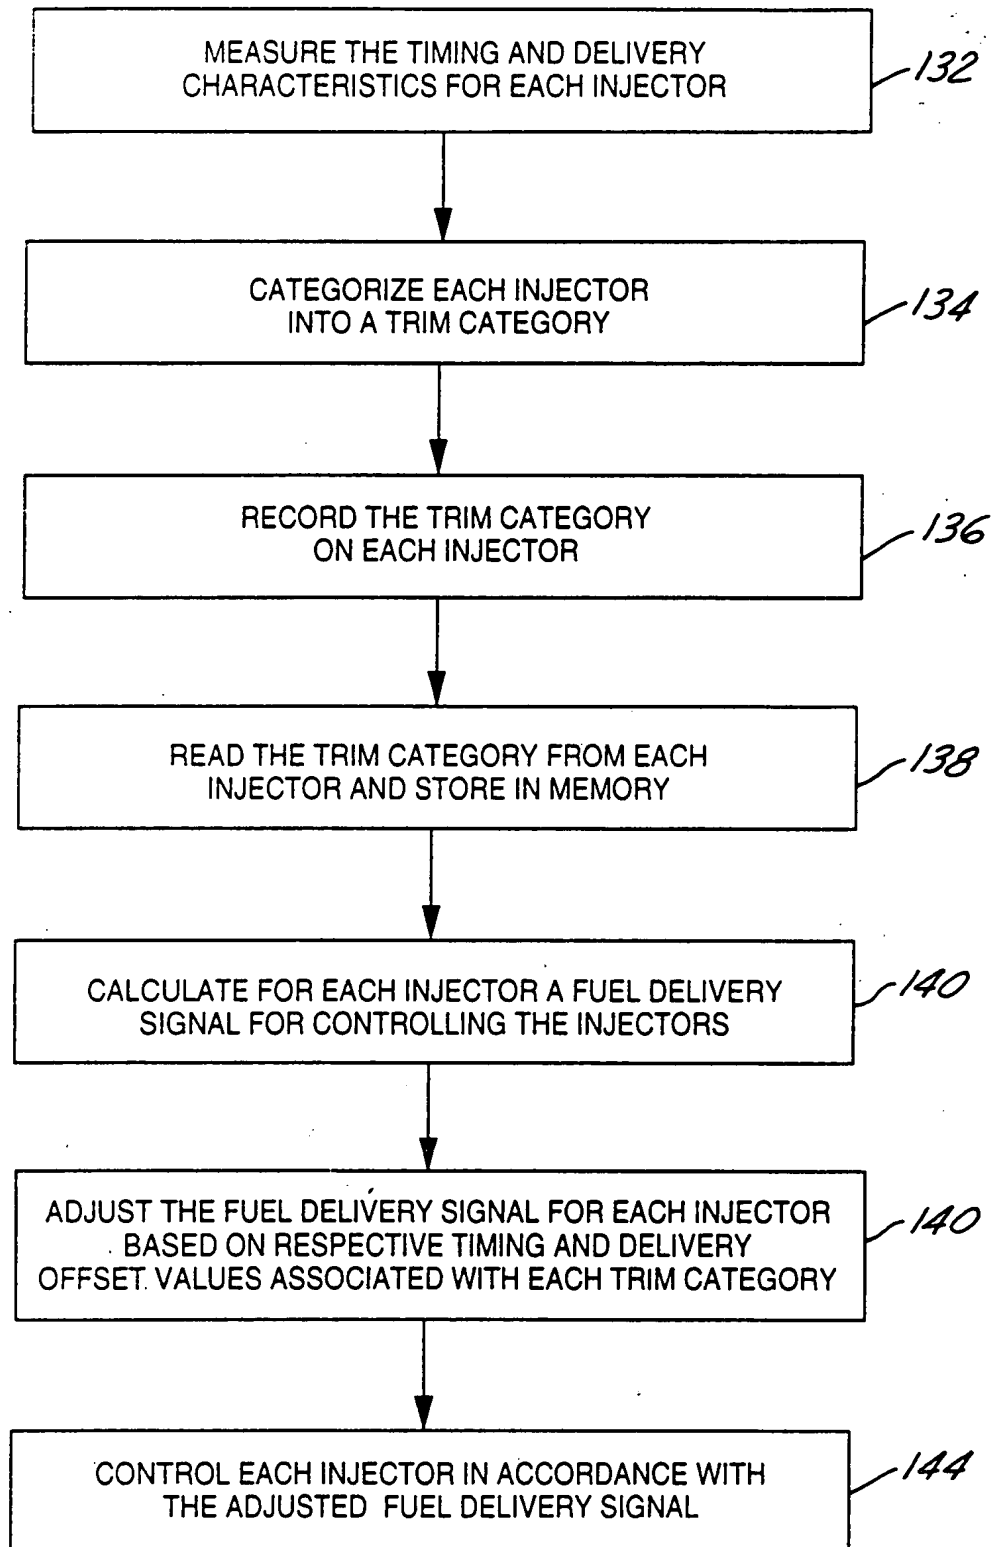 MEASURE THE TIMING AND DELIVERY
CHARACTERISTICS FOR EACH INJECTOR
132
CATEGORIZE EACH INJECTOR
INTO A TRIM CATEGORY
134
RECORD THE TRIM CATEGORY
ON EACH INJECTOR
136
READ THE TRIM CATEGORY FROM EACH
INJECTOR AND STORE IN MEMORY
138
CALCULATE FOR EACH INJECTOR A FUEL DELIVERY
SIGNAL FOR CONTROLLING THE INJECTORS
140
ADJUST THE FUEL DELIVERY SIGNAL FOR EACH INJECTOR
BASED ON RESPECTIVE TIMING AND DELIVERY
OFFSET VALUES ASSOCIATED WITH EACH TRIM CATEGORY
140
CONTROL EACH INJECTOR IN ACCORDANCE WITH
THE ADJUSTED FUEL DELIVERY SIGNAL
144